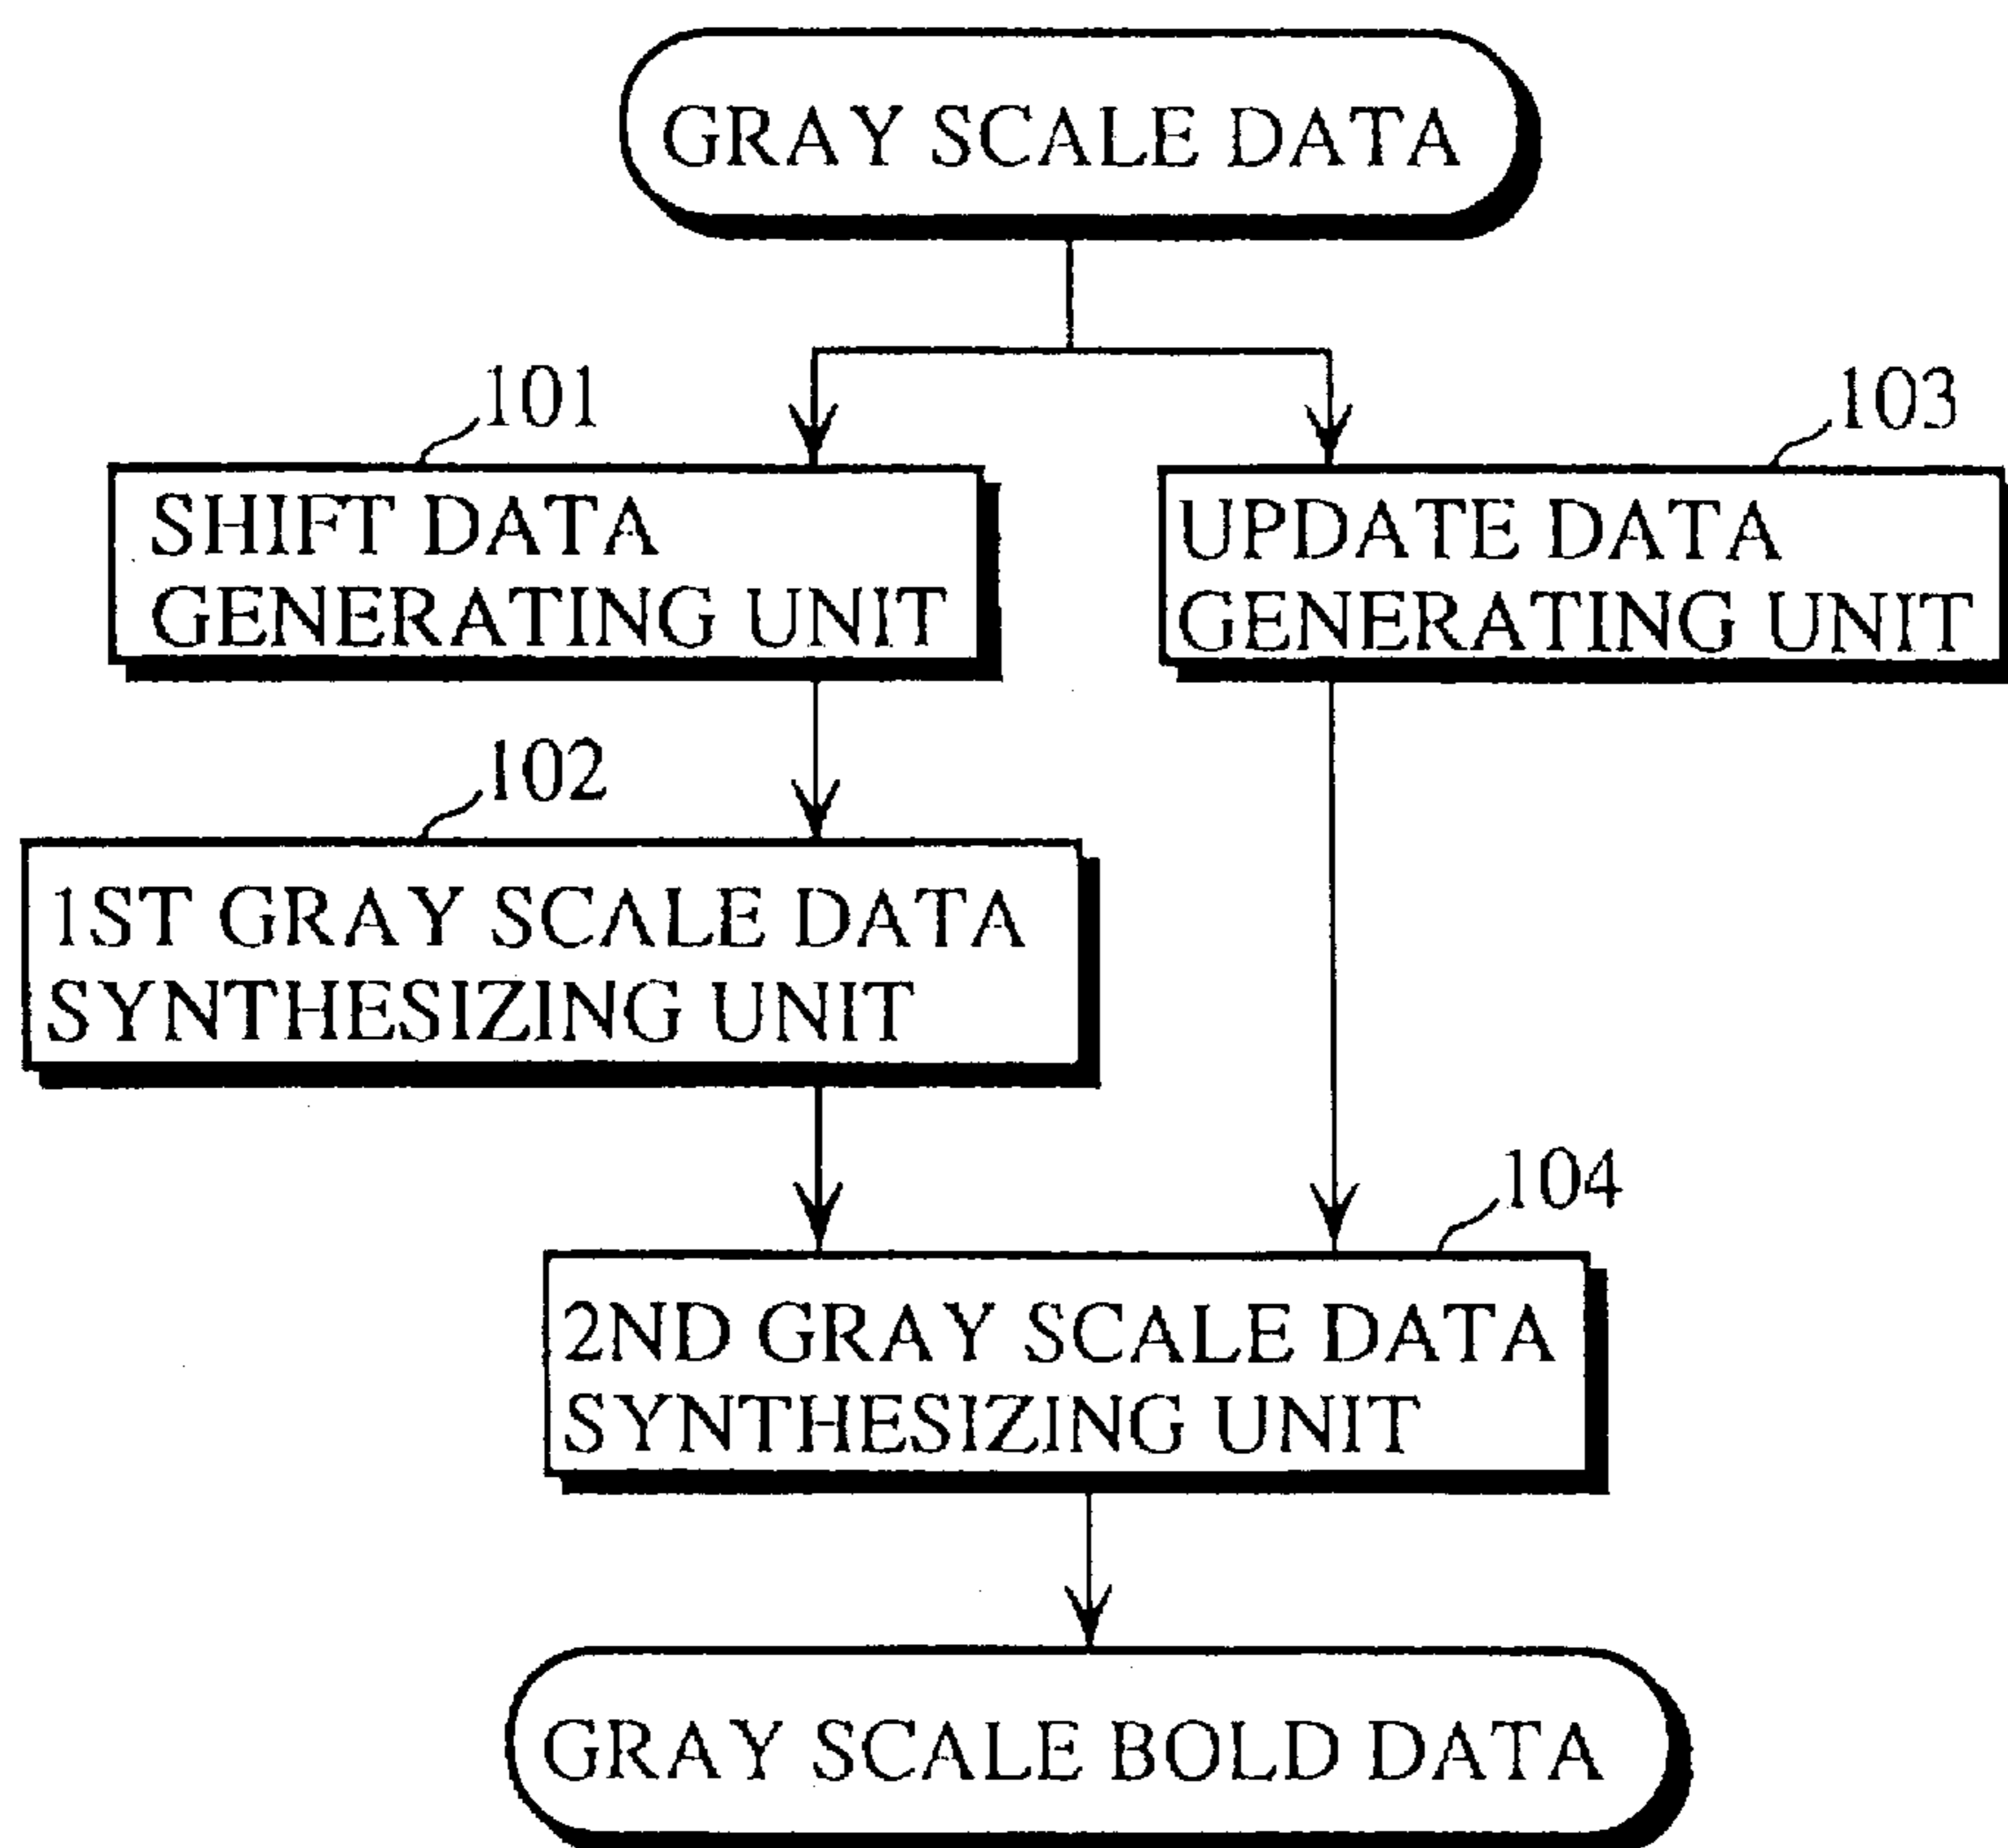 GRAY SCALE DATA
101
103
SHIFT DATA
GENERATING UNIT
UPDATE DATA
GENERATING UNIT
102
1ST GRAY SCALE DATA
SYNTHESIZING UNIT
104
2ND GRAY SCALE DATA
SYNTHESIZING UNIT
GRAY SCALE BOLD DATA